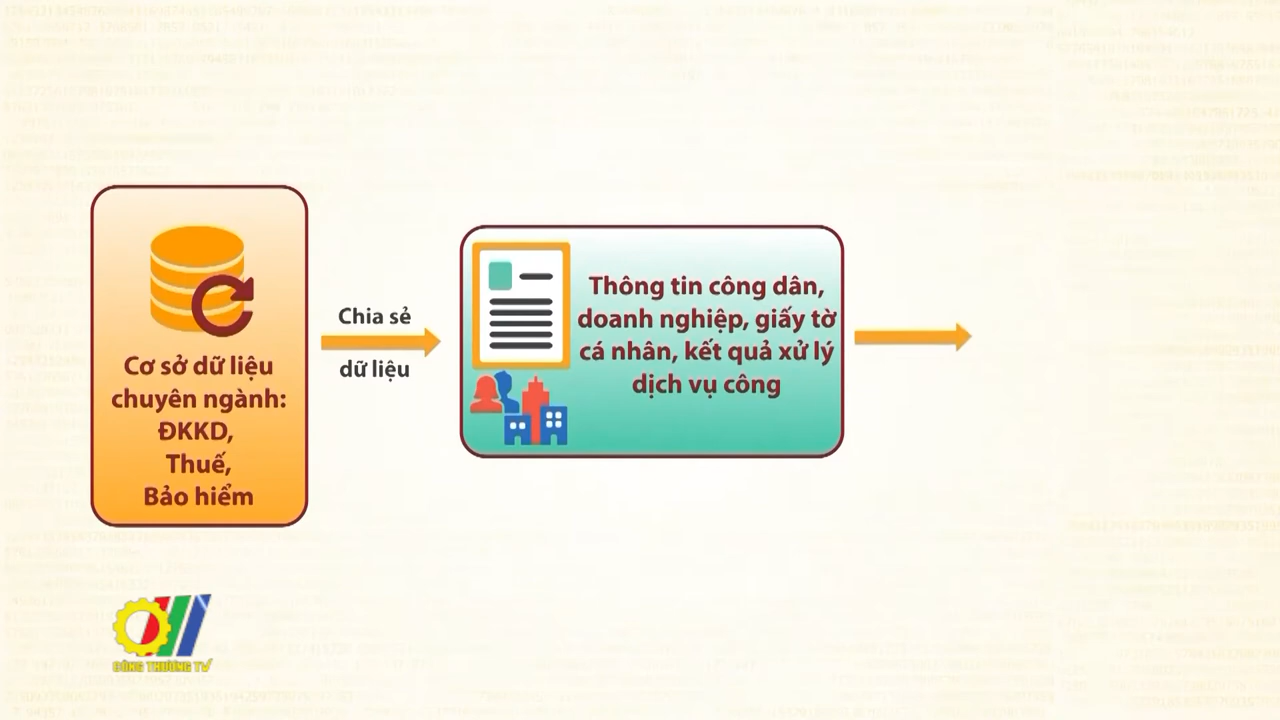 Cơ sở dữ liệu
chuyên ngành:
ĐKKD,
Thuế,
Bảo hiểm
Chia sẻ
dữ liệu
Thông tin công dân,
doanh nghiệp, giấy tờ
cá nhân, kết quả xử lý
dịch vụ công
CÔNG THƯƠNG TV